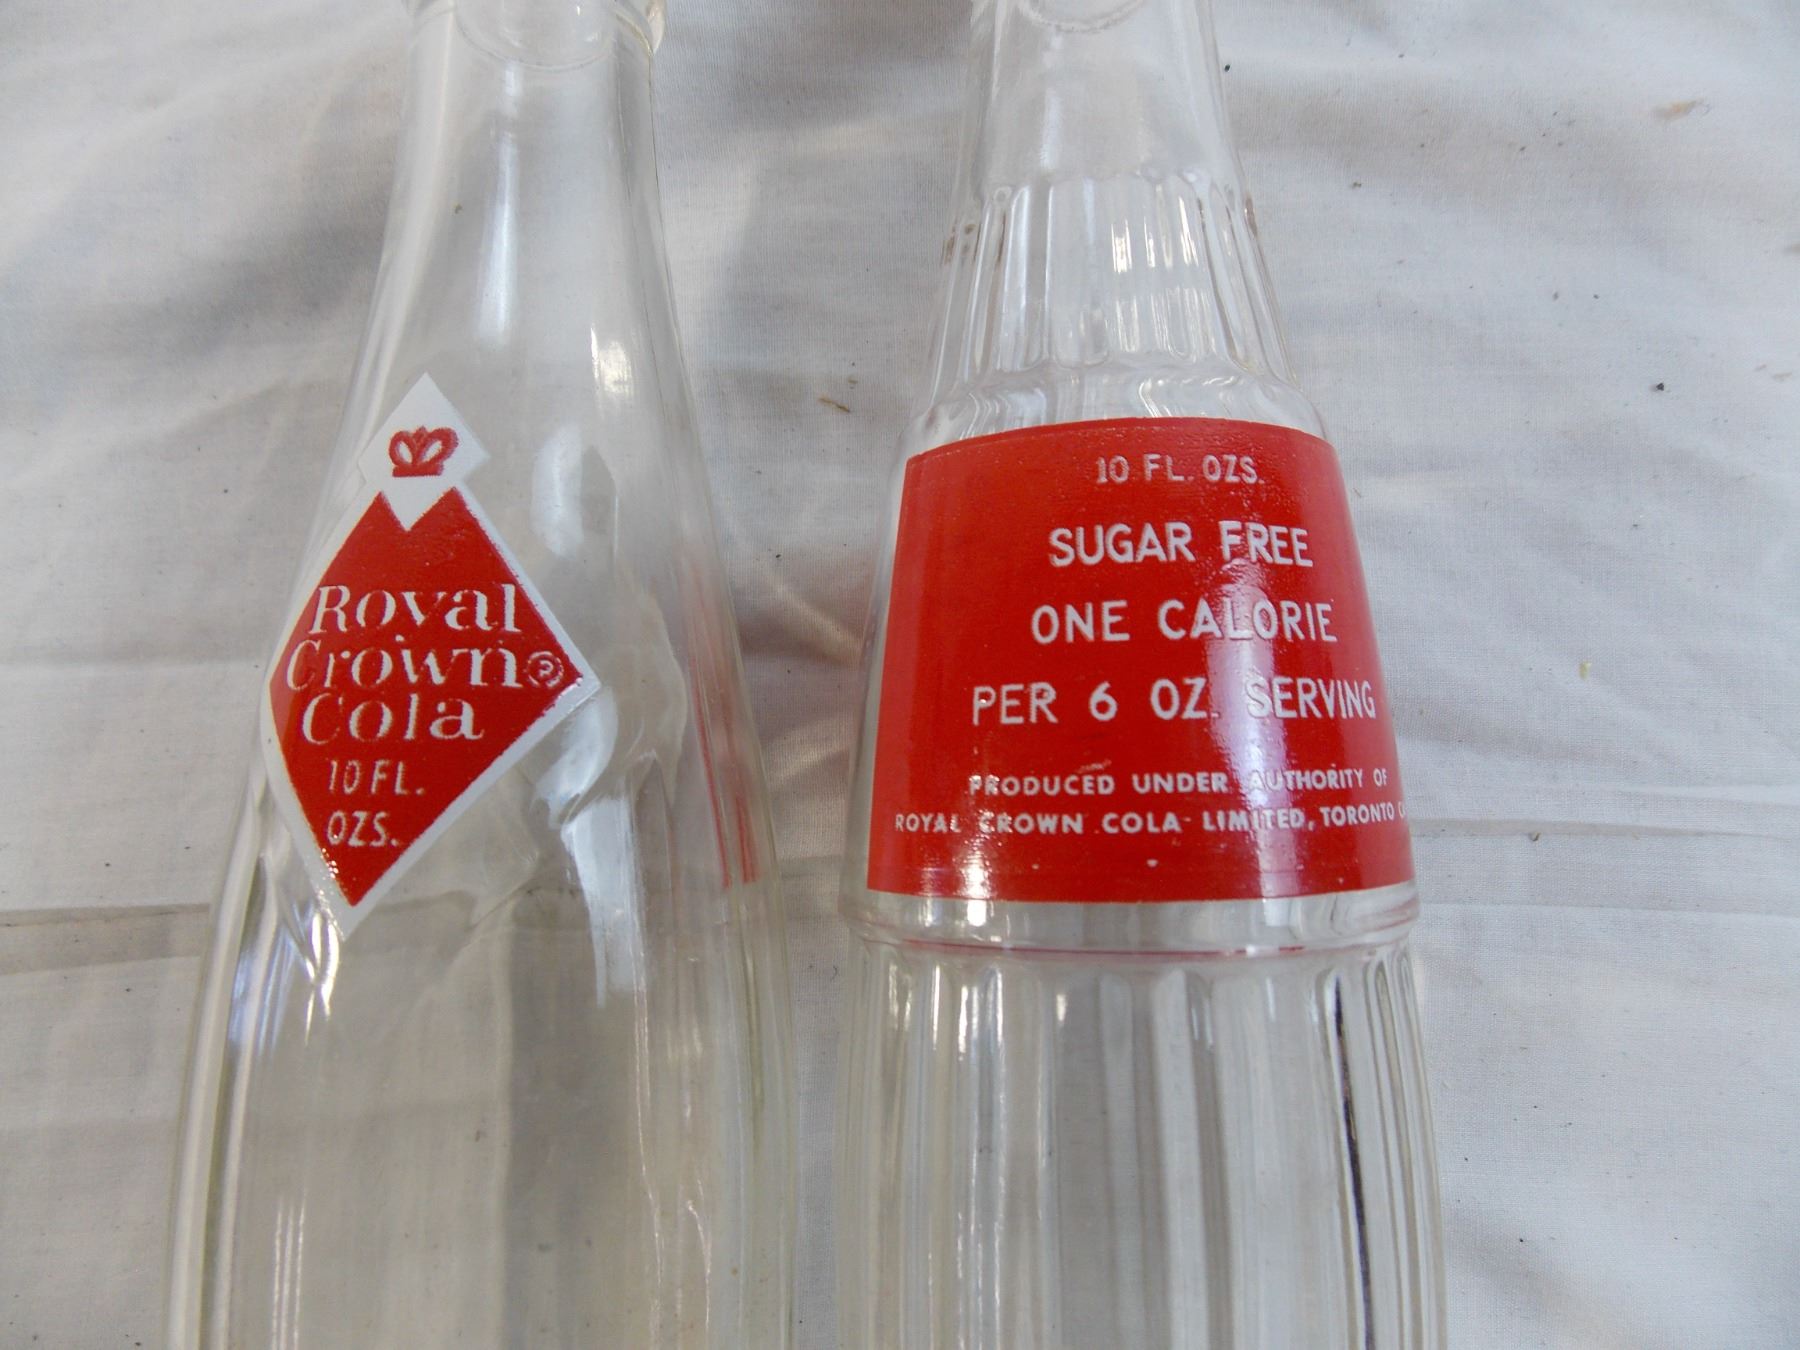 Royal
Crown®
Cola
10 FL.
OZS.
10 FL. OZS.
SUGAR FREE
ONE CALORIE
PER 6 OZ. SERVING
PRODUCED UNDER AUTHORITY OF
ROYAL CROWN COLA LIMITED, TORONTO